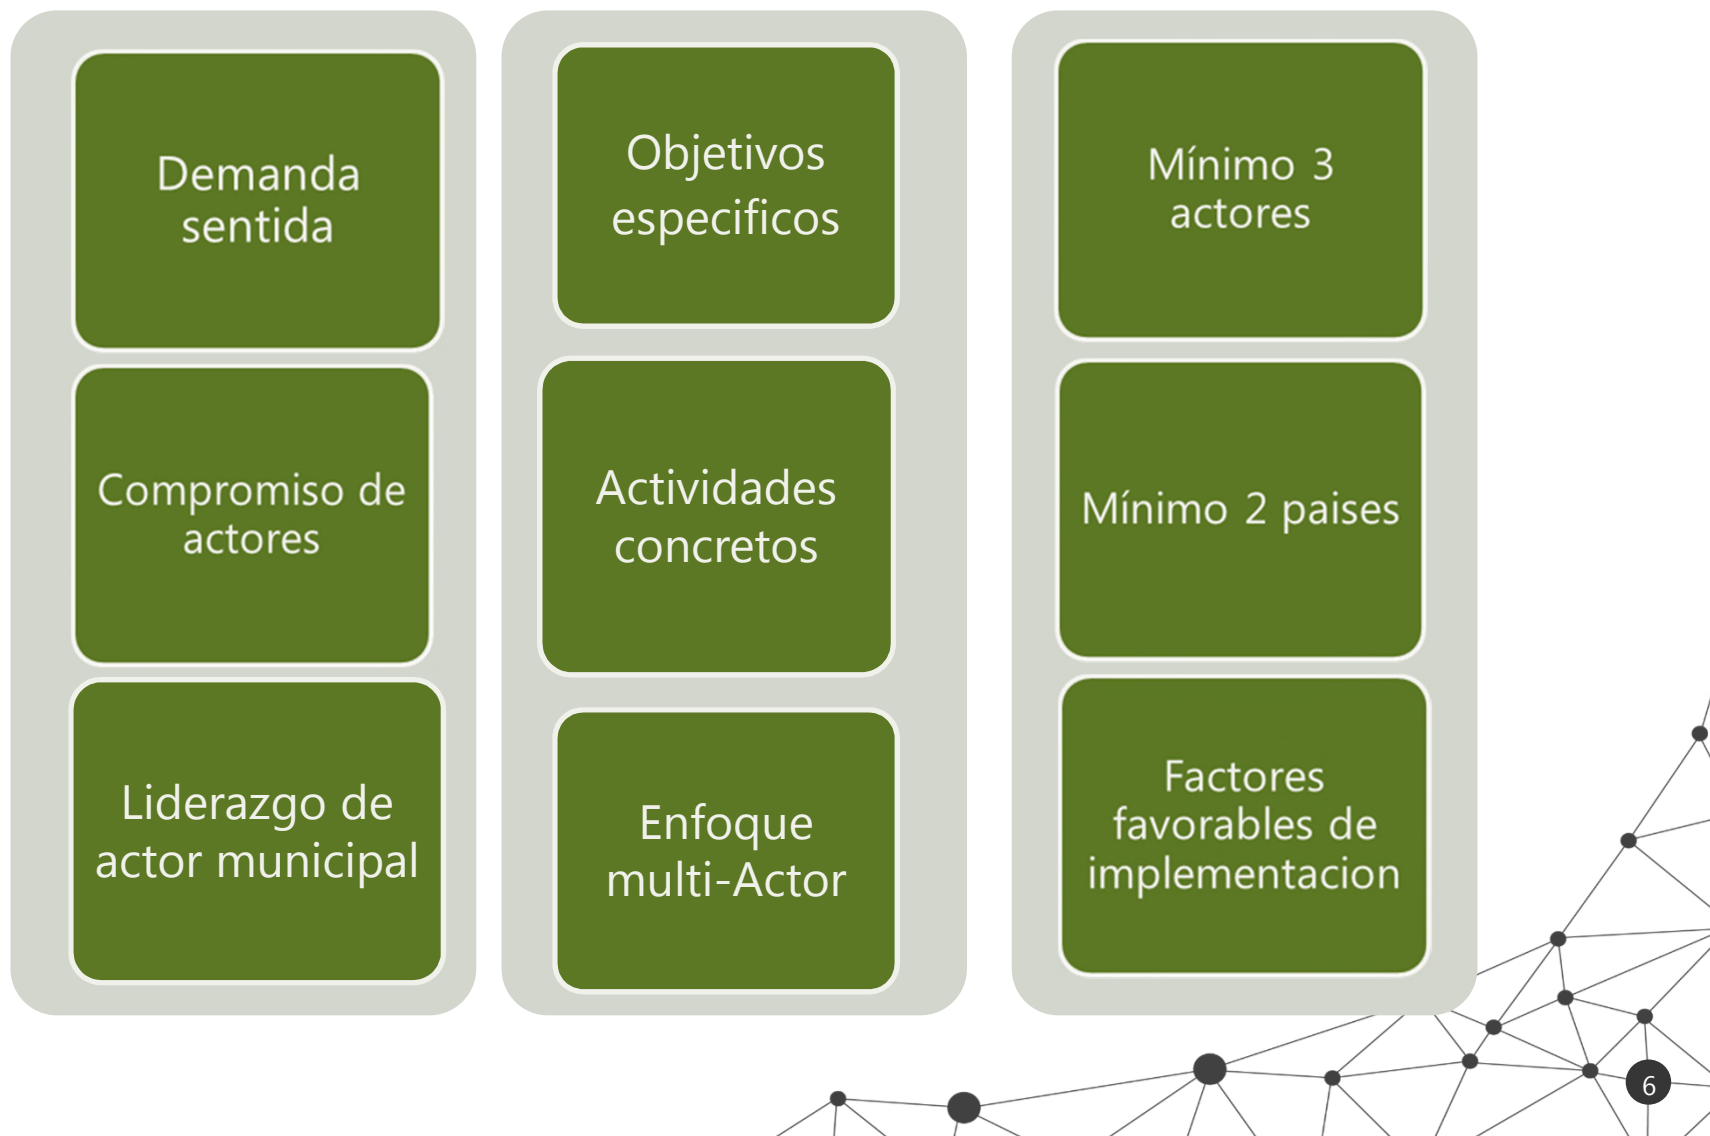 Demanda
sentida
Compromiso de
actores
Liderazgo de
actor municipal
Objetivos
especificos
Actividades
concretos
Enfoque
multi-Actor
Mínimo 3
actores
Mínimo 2 paises
Factores
favorables de
implementacion
6